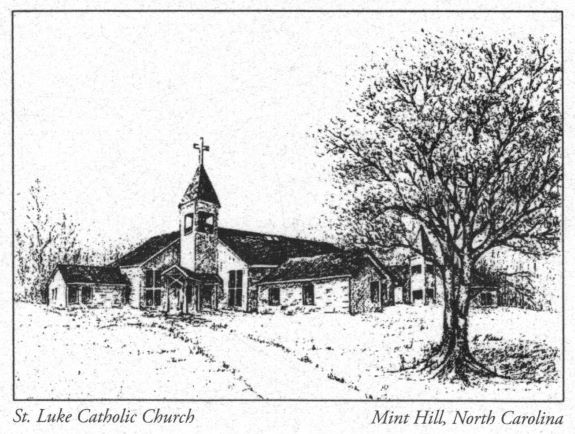 St. Luke Catholic Church
Mint Hill, North Carolina